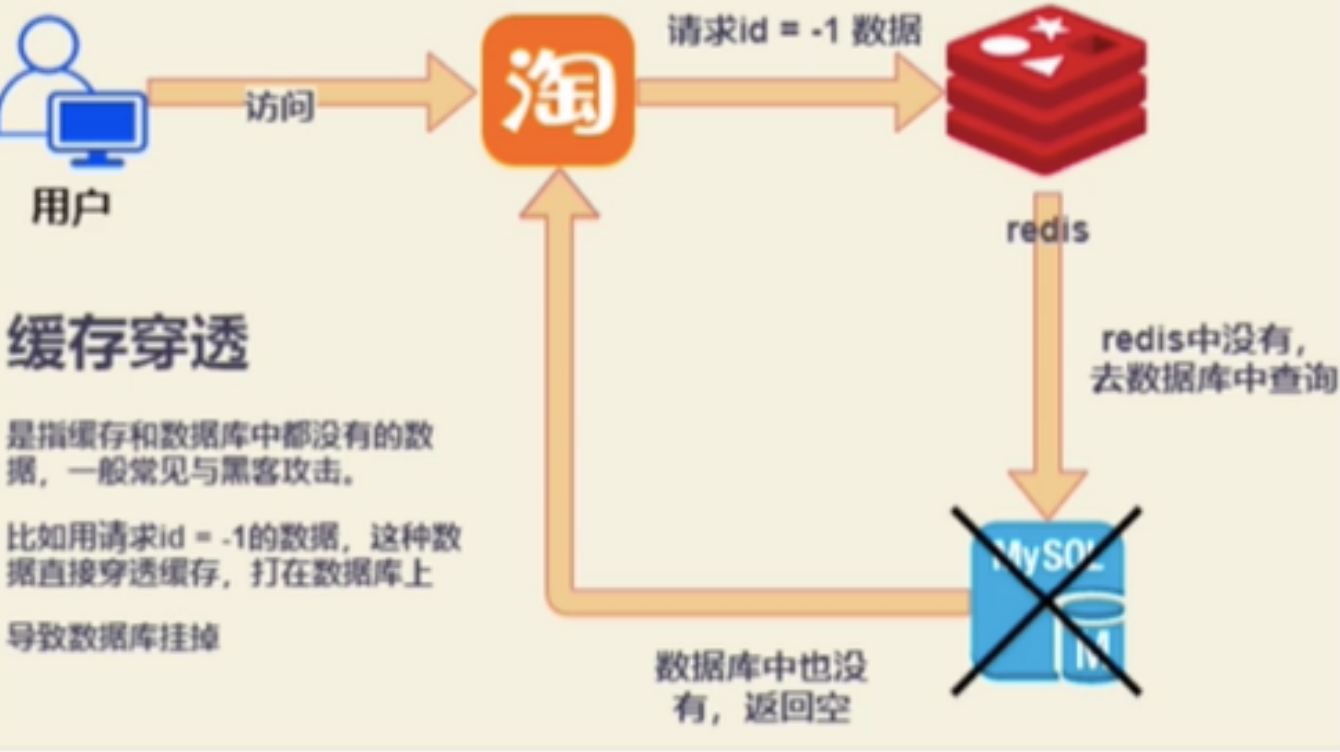 请求id = -1 数据
淘
访问
用户
redis
缓存穿透
redis中没有，
去数据库中查询
是指缓存和数据库中都没有的数
据，一般常见与黑客攻击。
比如用请求id = -1的数据，这种数
据直接穿透缓存，打在数据库上
导致数据库挂掉
MySQL
M
数据库中也没
有，返回空